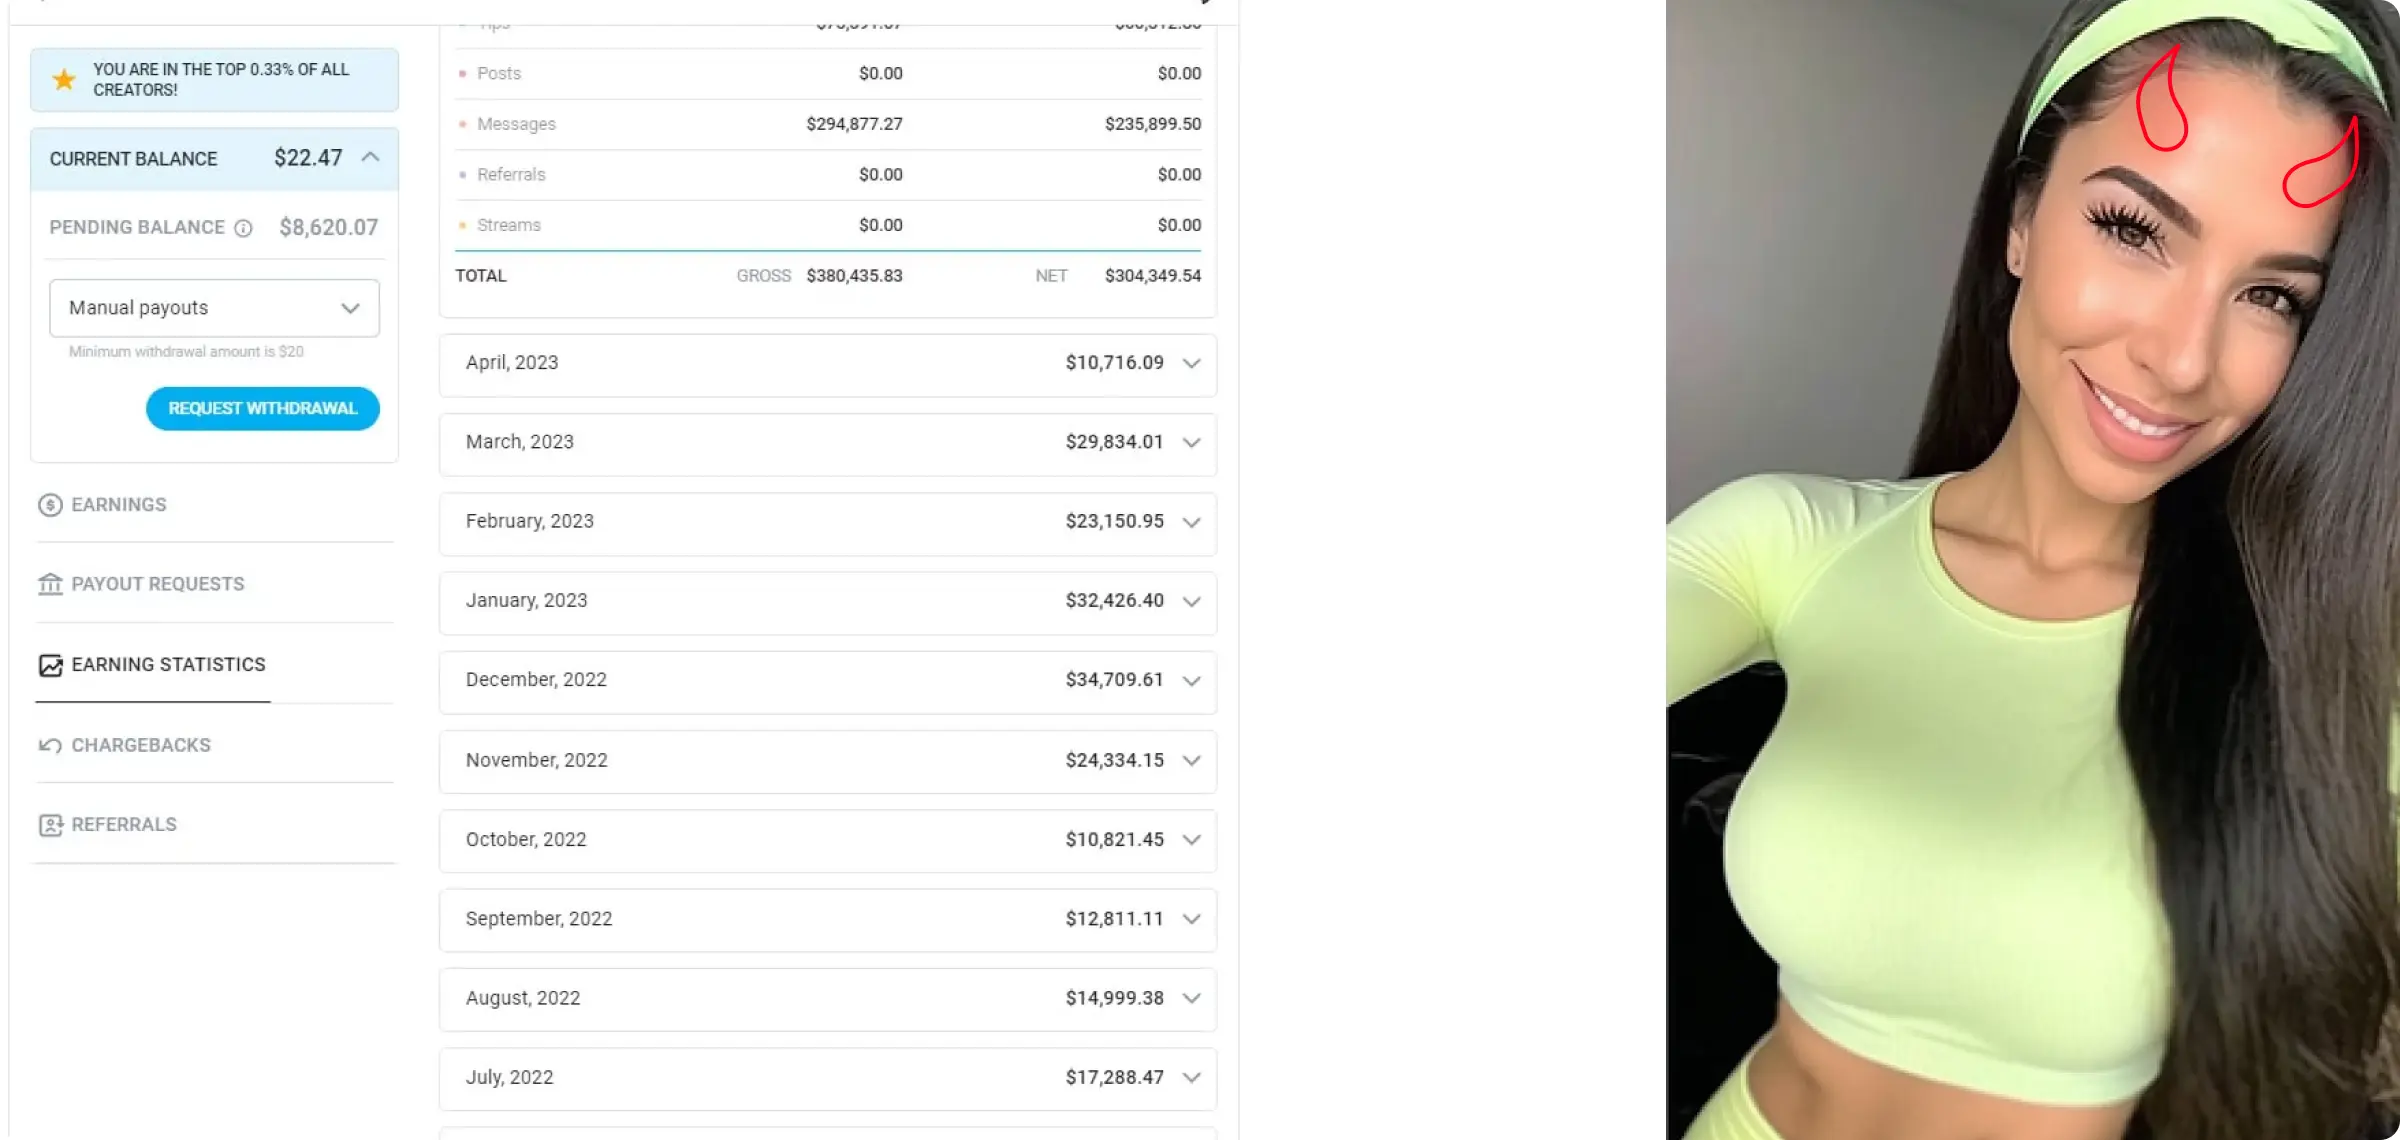 YOU ARE IN THE TOP 0.33% OF ALL
CREATORS!
CURRENT BALANCE $22.47
PENDING BALANCE $8,620.07
Manual payouts
Minimum withdrawal amount is $20
REQUEST WITHDRAWAL
EARNINGS
PAYOUT REQUESTS
EARNING STATISTICS
CHARGEBACKS
REFERRALS
Posts $0.00 $0.00
Messages $294,877.27 $235,899.50
Referrals $0.00 $0.00
Streams $0.00 $0.00
TOTAL GROSS $380,435.83 NET $304,349.54
April, 2023 $10,716.09
March, 2023 $29,834.01
February, 2023 $23,150.95
January, 2023 $32,426.40
December, 2022 $34,709.61
November, 2022 $24,334.15
October, 2022 $10,821.45
September, 2022 $12,811.11
August, 2022 $14,999.38
July, 2022 $17,288.47